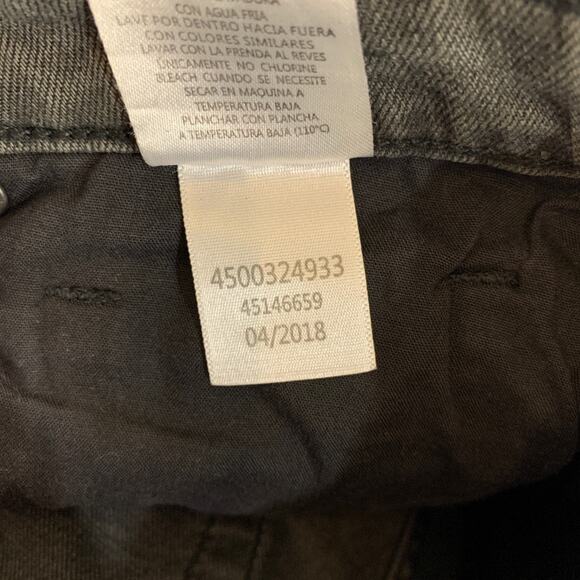 CON AGUA FRIA
LAVE POR DENTRO HACIA FUERA
CON COLORES SIMILARES
LAVAR CON LA PRENDA AL REVES
ÚNICAMENTE NO CHLORINE
BLEACH CUANDO SE NECESITE
SECAR EN MAQUINA A
TEMPERATURA BAJA
PLANCHAR CON PLANCHA
A TEMPERATURA BAJA (110°C)
4500324933
45146659
04/2018